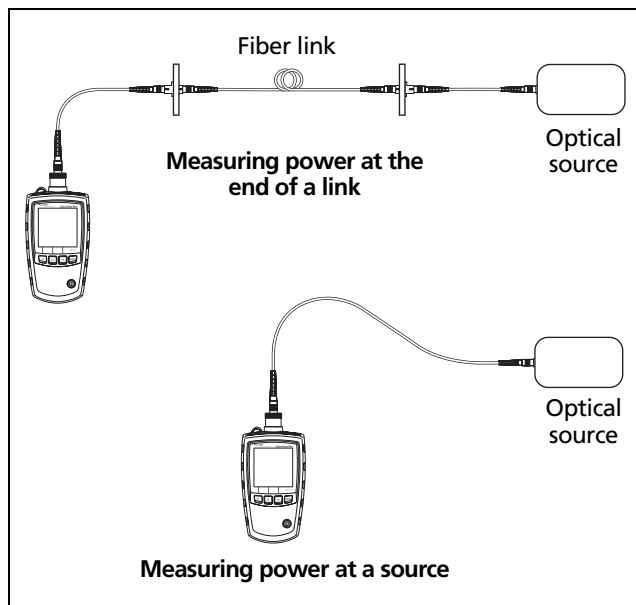 Fiber link
Optical
source
Measuring power at the
end of a link
Optical
source
Measuring power at a source